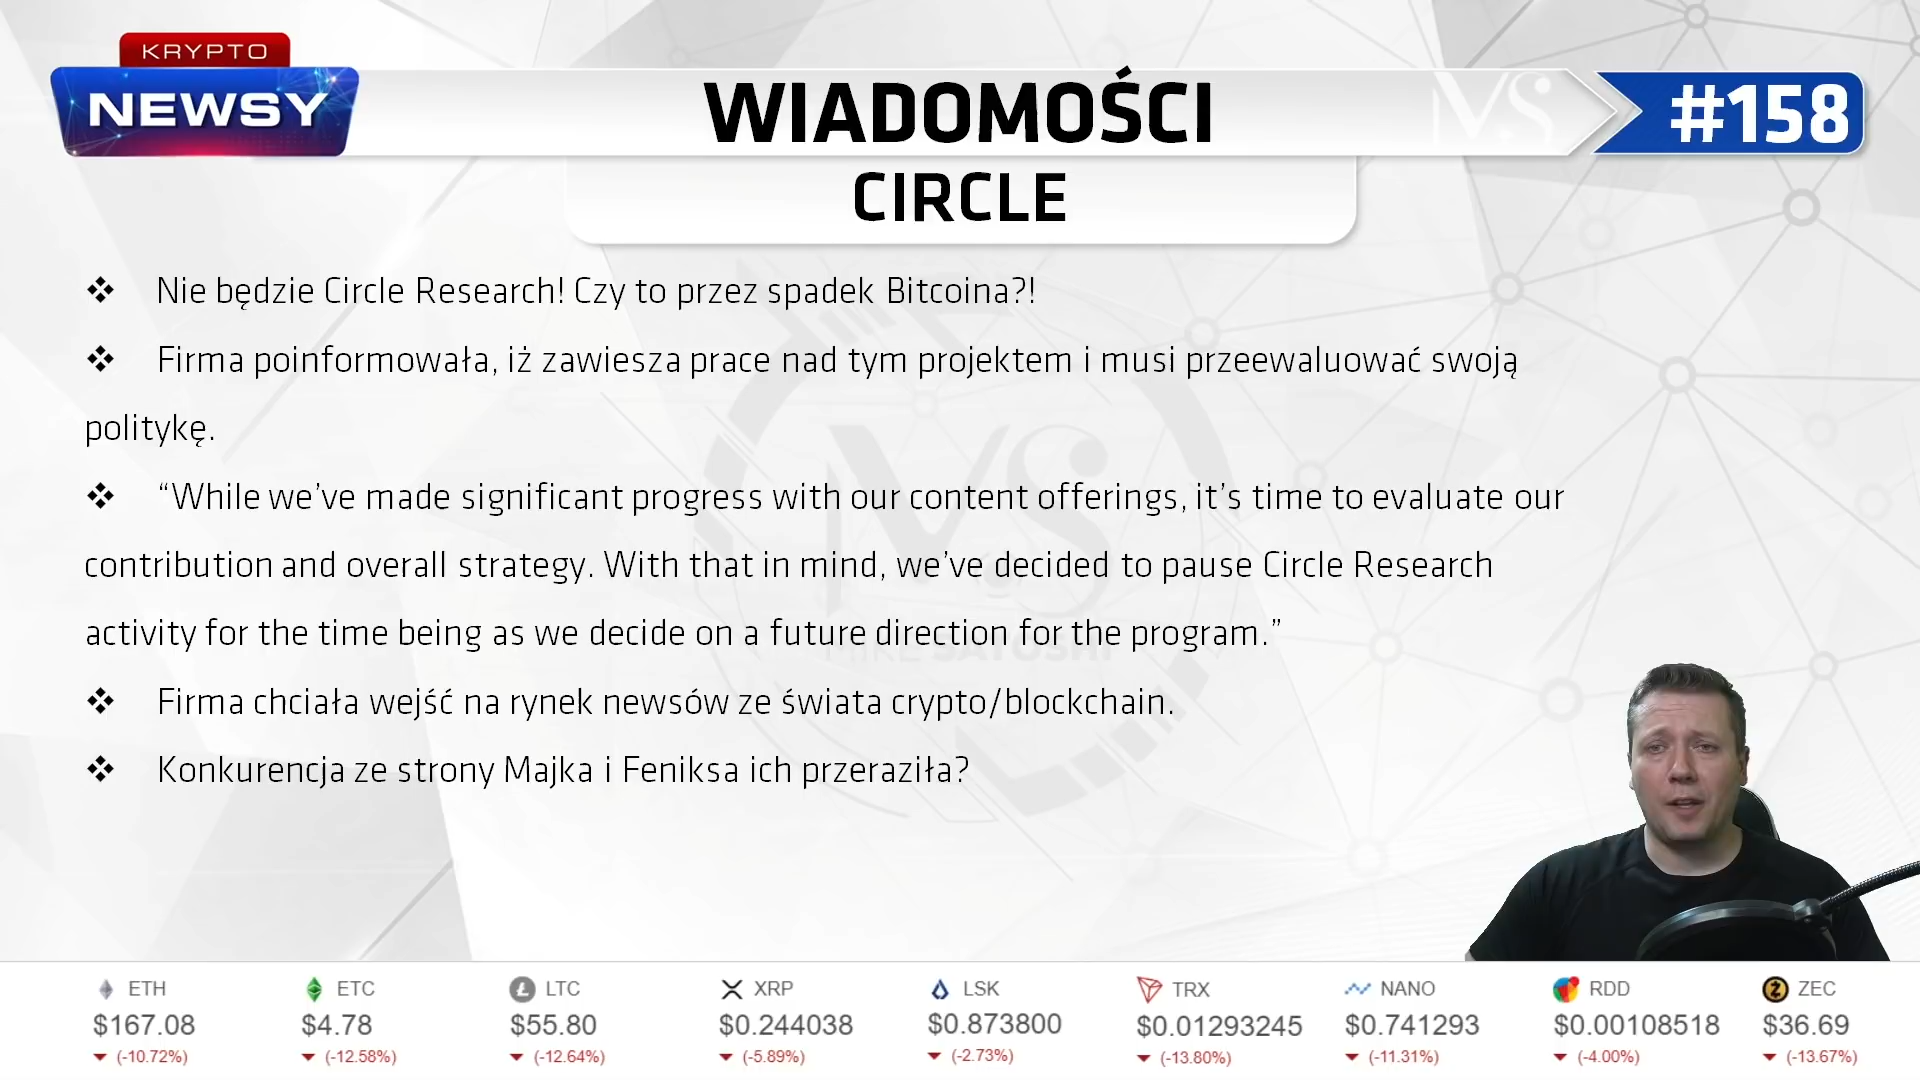 KRYPTO
NEWSY
WIADOMOŚCI
VS
#158
CIRCLE
❖ Nie będzie Circle Research! Czy to przez spadek Bitcoina?!
❖ Firma poinformowała, iż zawiesza prace nad tym projektem i musi przeewaluować swoją
politykę.
❖ “While we’ve made significant progress with our content offerings, it’s time to evaluate our
contribution and overall strategy. With that in mind, we’ve decided to pause Circle Research
activity for the time being as we decide on a future direction for the program.”
MIKE SATOSHI
❖ Firma chciała wejść na rynek newsów ze świata crypto/blockchain.
❖ Konkurencja ze strony Majka i Feniksa ich przeraziła?
ETH ETC LTC XRP LSK TRX NANO RDD ZEC
$167.08 $4.78 $55.80 $0.244038 $0.873800 $0.01293245 $0.741293 $0.00108518 $36.69
(-10.72%) (-12.58%) (-12.64%) (-5.89%) (-2.73%) (-13.80%) (-11.31%) (-4.00%) (-13.67%)